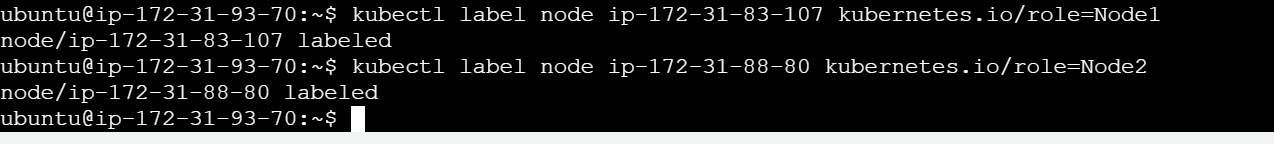 ubuntu@ip-172-31-93-70:~$ kubectl label node ip-172-31-83-107 kubernetes.io/role=Node1
node/ip-172-31-83-107 labeled
ubuntu@ip-172-31-93-70:~$ kubectl label node ip-172-31-88-80 kubernetes.io/role=Node2
node/ip-172-31-88-80 labeled
ubuntu@ip-172-31-93-70:~$